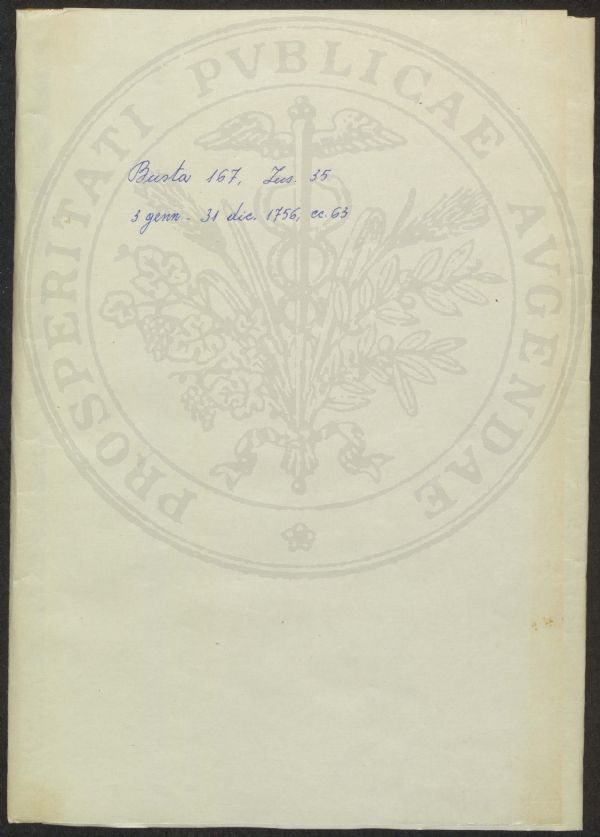 Busta 167, Ins. 35
3 genn. - 31 dic. 1756, cc. 63
PROSPERITATI PVBLICAE AVGENDAE